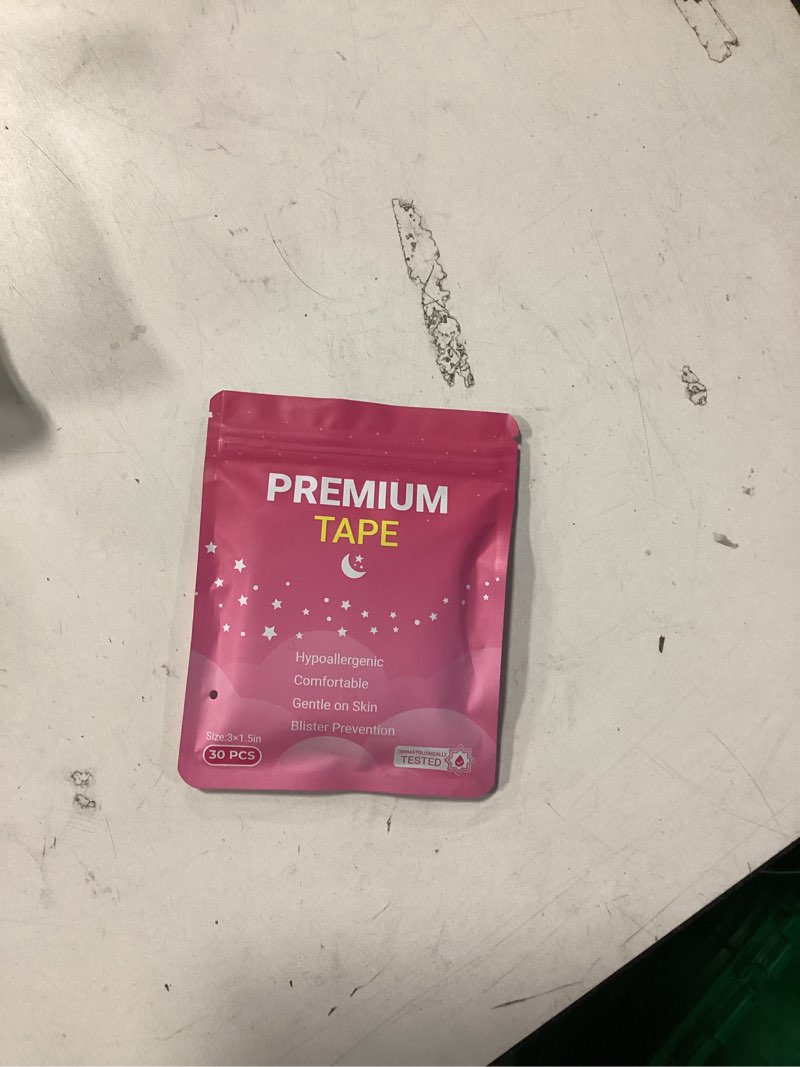 PREMIUM
TAPE
Hypoallergenic
Comfortable
Gentle on Skin
Blister Prevention
Size:3×1.5in
30 PCS
DERMATOLOGICALLY
TESTED